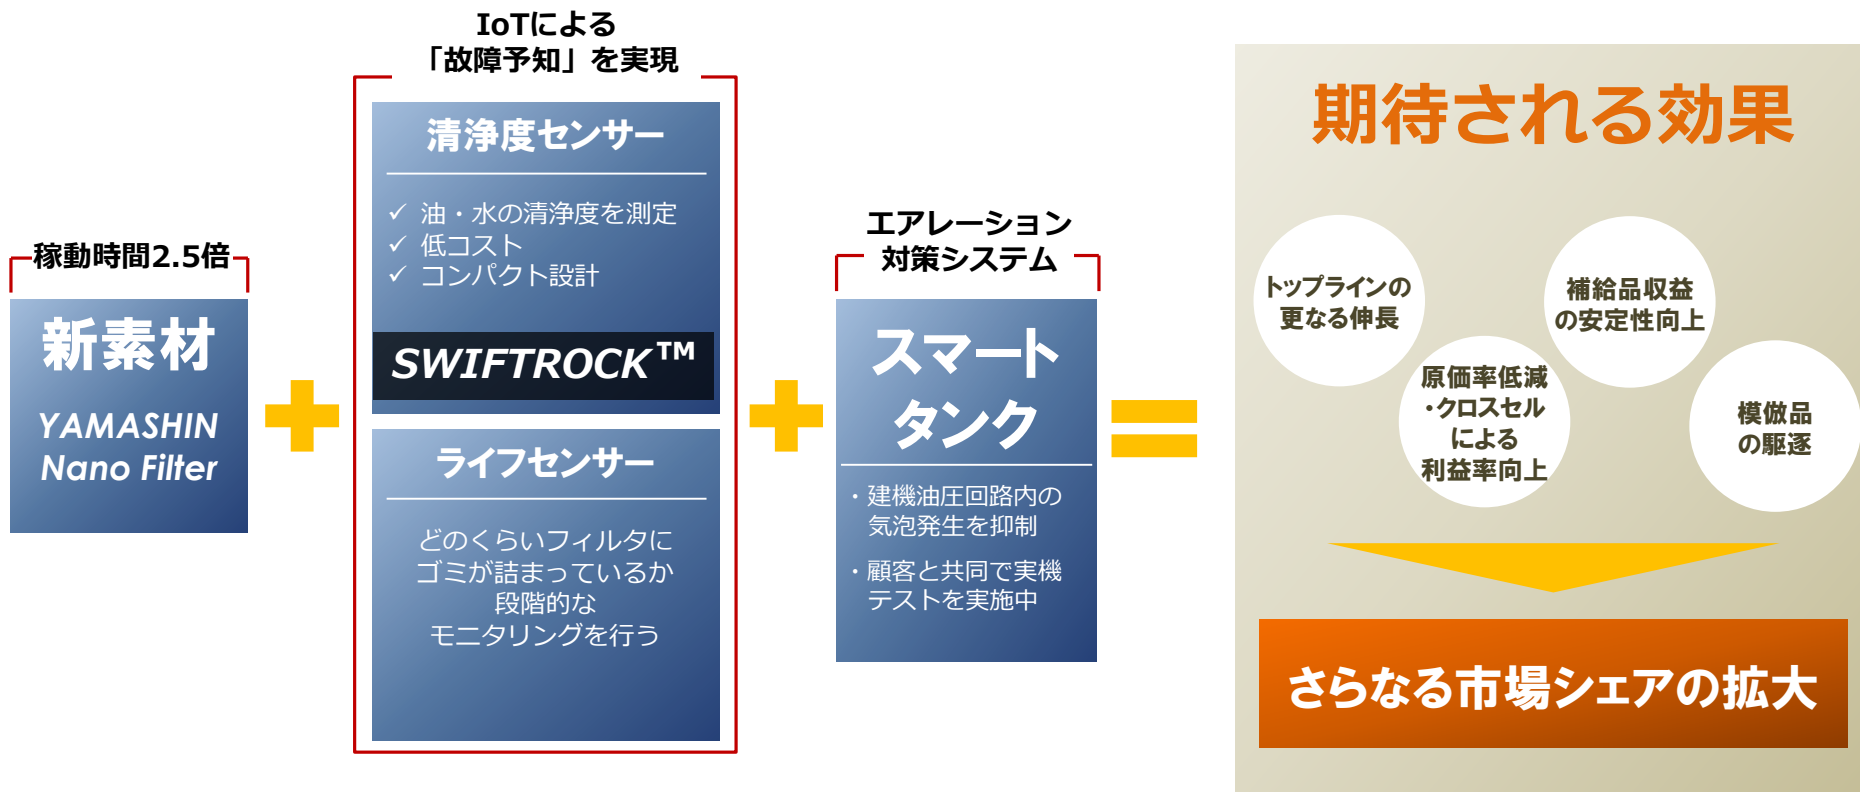 稼動時間2.5倍
新素材
YAMASHIN
Nano Filter
IoTによる
「故障予知」を実現
清浄度センサー
✓ 油・水の清浄度を測定
✓ 低コスト
✓ コンパクト設計
SWIFTROCK™
ライフセンサー
どのくらいフィルタに
ゴミが詰まっているか
段階的な
モニタリングを行う
エアレーション
対策システム
スマート
タンク
・建機油圧回路内の
気泡発生を抑制
・顧客と共同で実機
テストを実施中
期待される効果
トップラインの
更なる伸長
原価率低減
・クロスセル
による
利益率向上
補給品収益
の安定性向上
模倣品
の駆逐
さらなる市場シェアの拡大